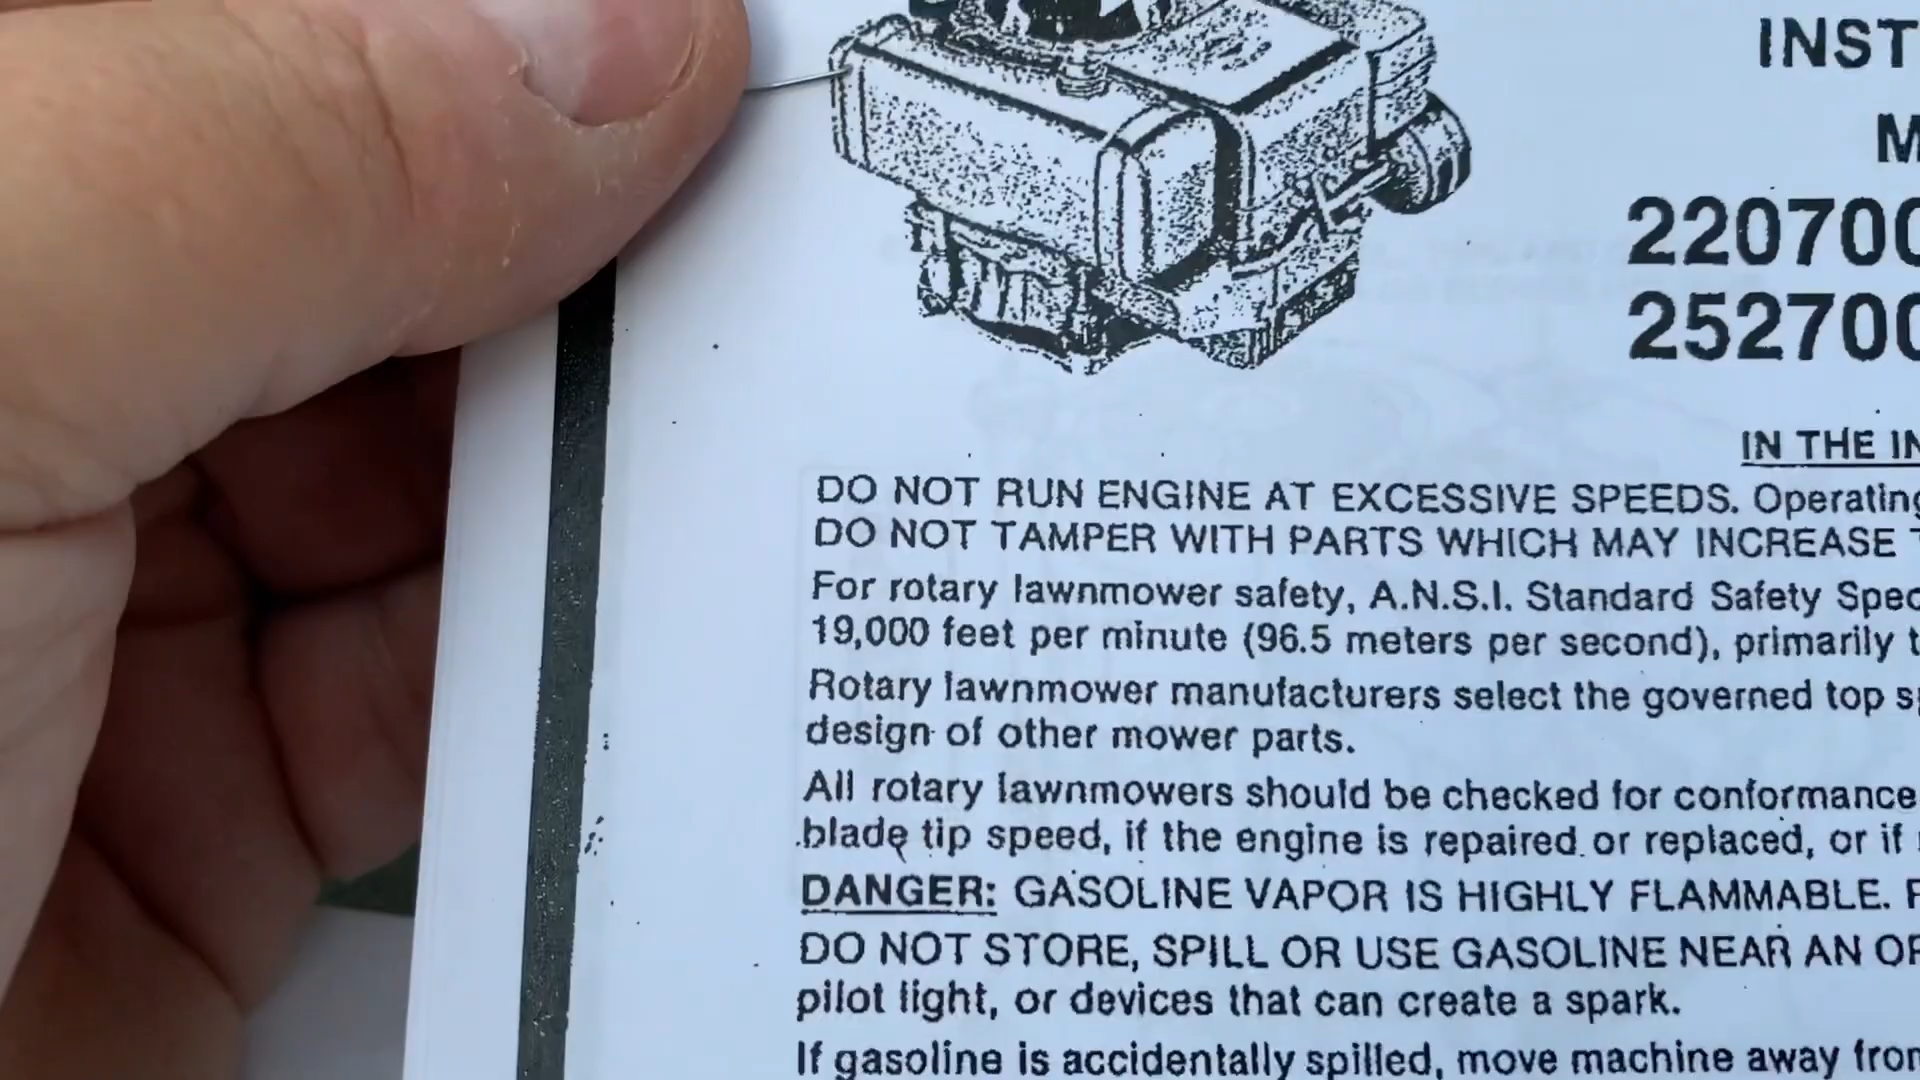 INST
M
220700
252700
IN THE IN
DO NOT RUN ENGINE AT EXCESSIVE SPEEDS. Operating
DO NOT TAMPER WITH PARTS WHICH MAY INCREASE
For rotary lawnmower safety, A.N.S.I. Standard Safety Spec
19,000 feet per minute (96.5 meters per second), primarily t
Rotary lawnmower manufacturers select the governed top s
design of other mower parts.
All rotary lawnmowers should be checked for conformance
blade tip speed, if the engine is repaired or replaced, or if
DANGER: GASOLINE VAPOR IS HIGHLY FLAMMABLE.
DO NOT STORE, SPILL OR USE GASOLINE NEAR AN OP
pilot light, or devices that can create a spark.
If gasoline is accidentally spilled, move machine away from